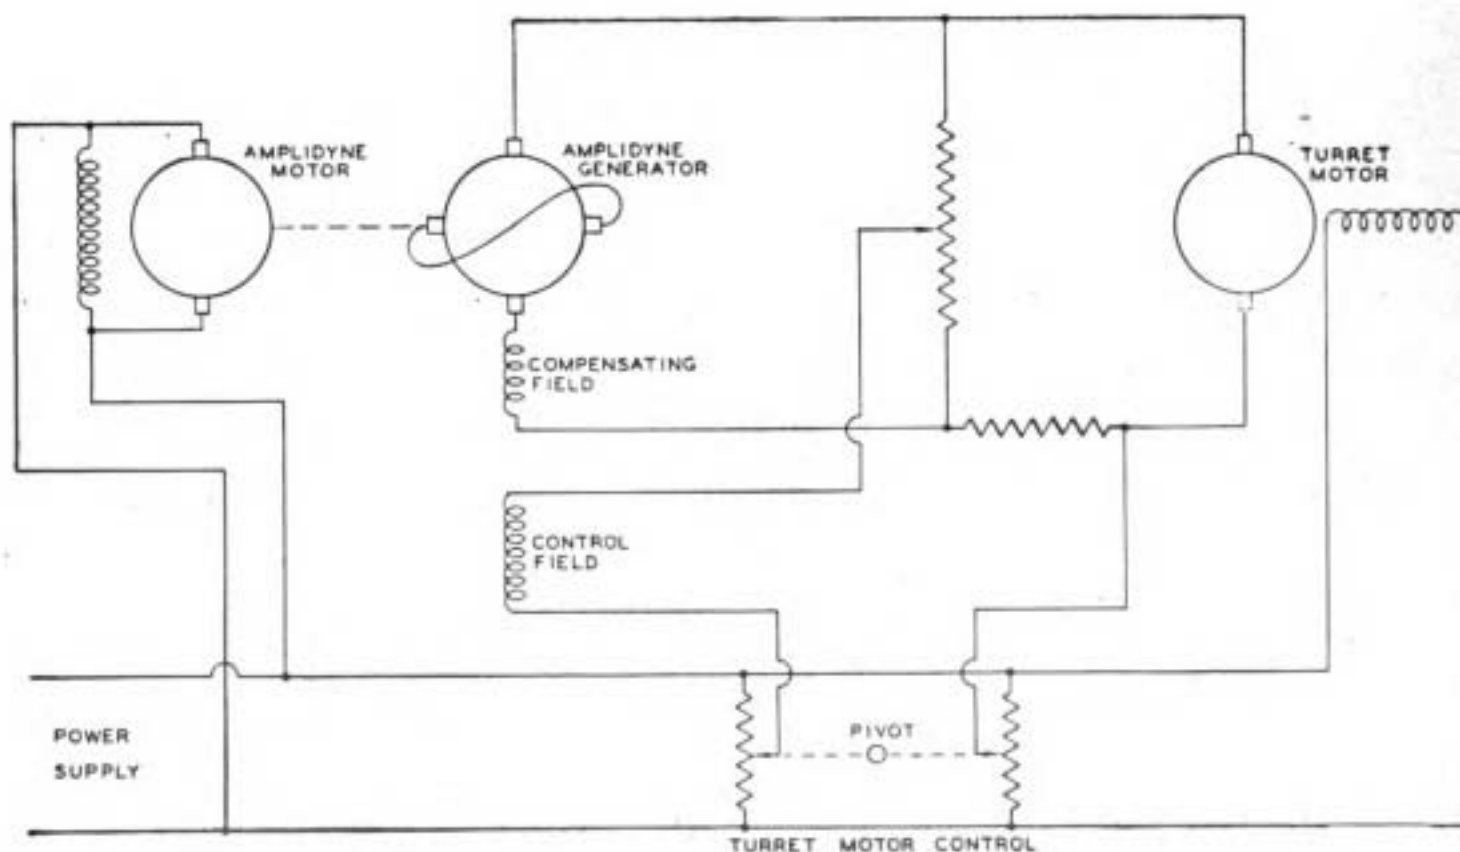 AMPLIDYNE
MOTOR
AMPLIDYNE
GENERATOR
TURRET
MOTOR
COMPENSATING
FIELD
CONTROL
FIELD
POWER
SUPPLY
PIVOT
TURRET MOTOR CONTROL